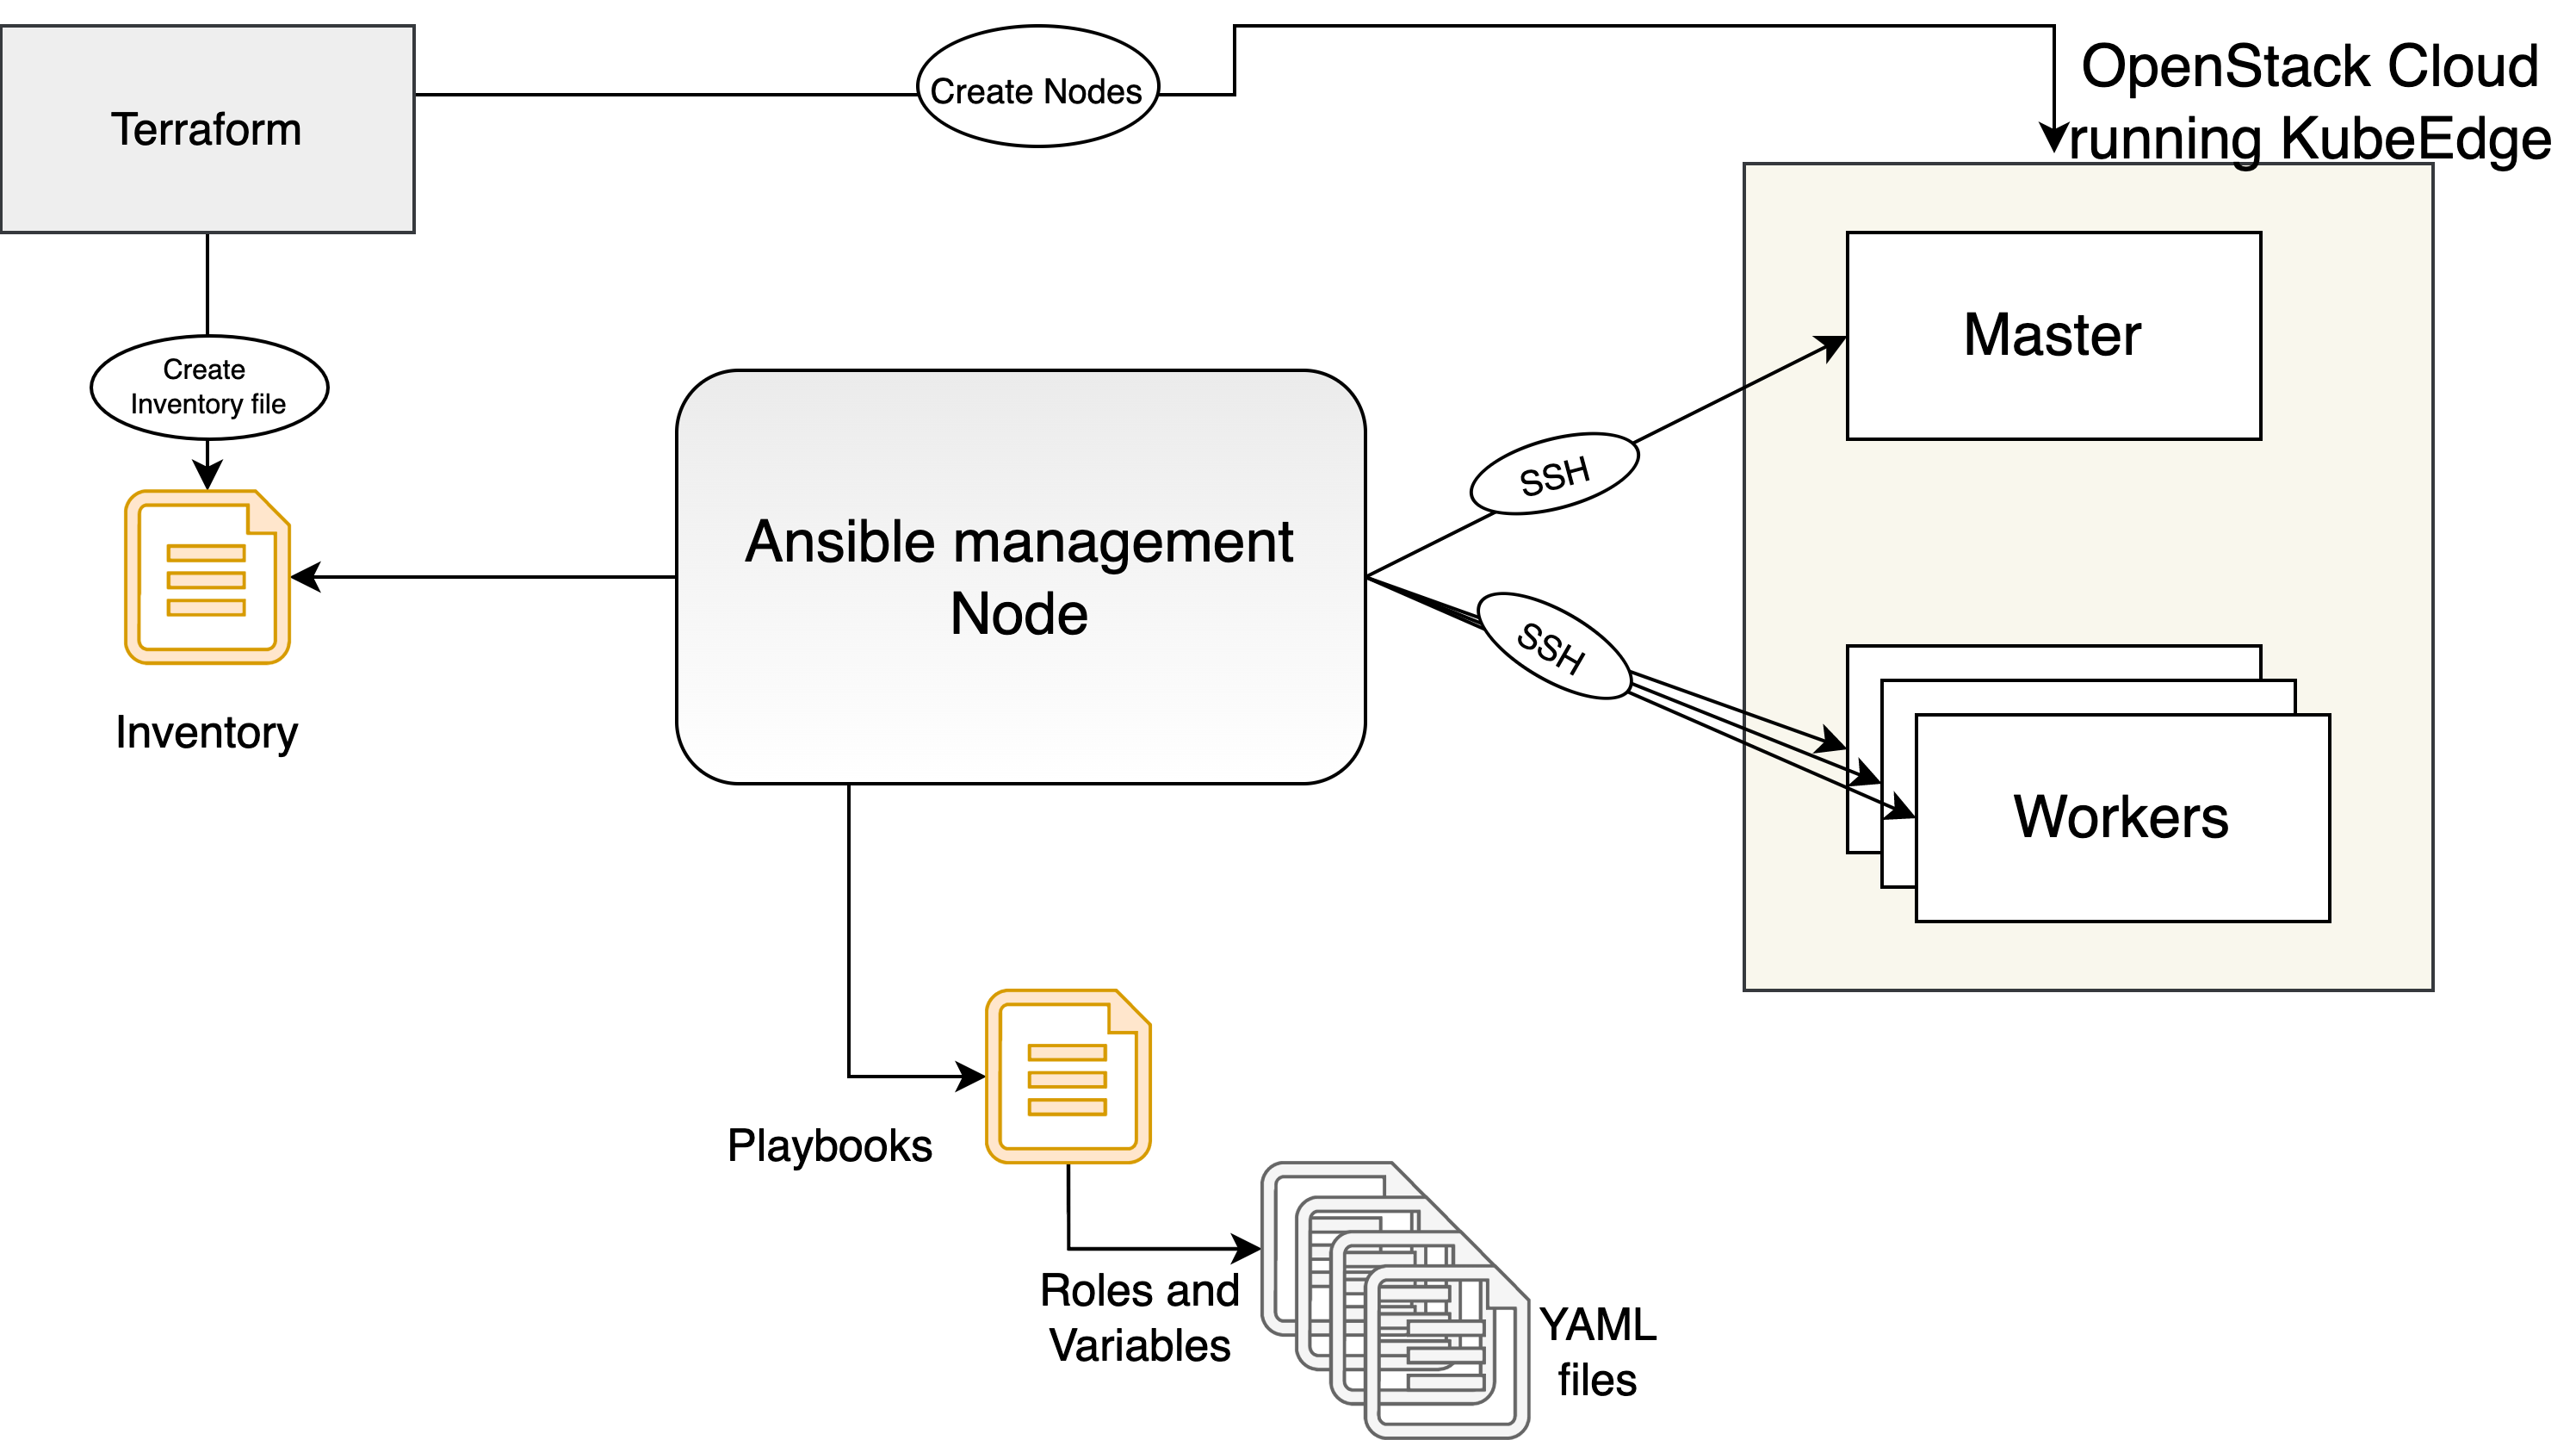 Terraform
Create Nodes
OpenStack Cloud
running KubeEdge
Master
Create
Inventory file
SSH
Ansible management
Node
SSH
Inventory
Workers
Playbooks
Roles and
Variables
YAML
files